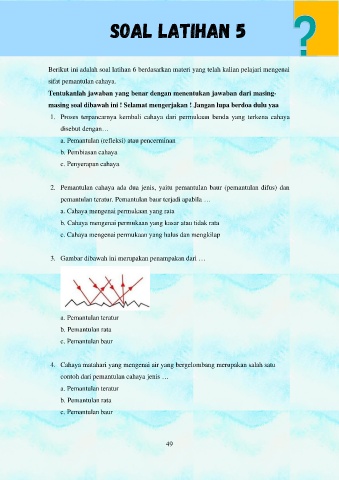 SOAL LATIHAN 5
?
Berikut ini adalah soal latihan 6 berdasarkan materi yang telah kalian pelajari mengenai
sifat pemantulan cahaya.
Tentukanlah jawaban yang benar dengan menentukan jawaban dari masing-
masing soal dibawah ini ! Selamat mengerjakan ! Jangan lupa berdoa dulu yaa
1. Proses terpancarnya kembali cahaya dari permukaan benda yang terkena cahaya
disebut dengan…
a. Pemantulan (refleksi) atau pencerminan
b. Pembiasan cahaya
c. Penyerapan cahaya
2. Pemantulan cahaya ada dua jenis, yaitu pemantulan baur (pemantulan difus) dan
pemantulan teratur. Pemantulan baur terjadi apabila …
a. Cahaya mengenai permukaan yang rata
b. Cahaya mengenai permukaan yang kasar atau tidak rata
c. Cahaya mengenai permukaan yang halus dan mengkilap
3. Gambar dibawah ini merupakan penampakan dari …
a. Pemantulan teratur
b. Pemantulan rata
c. Pemantulan baur
4. Cahaya matahari yang mengenai air yang bergelombang merupakan salah satu
contoh dari pemantulan cahaya jenis …
a. Pemantulan teratur
b. Pemantulan rata
c. Pemantulan baur
49